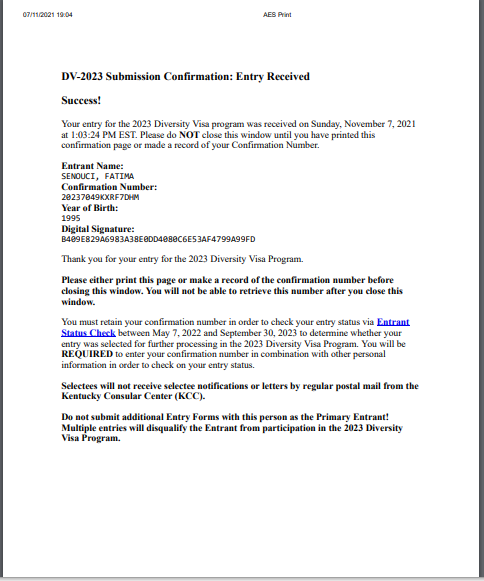 07/11/2021 19:04
AES Print
DV-2023 Submission Confirmation: Entry Received
Success!
Your entry for the 2023 Diversity Visa program was received on Sunday, November 7, 2021
at 1:03:24 PM EST. Please do NOT close this window until you have printed this
confirmation page or made a record of your Confirmation Number.
Entrant Name:
SENOUCI, FATIMA
Confirmation Number:
20237049KXRF7DHM
Year of Birth:
1995
Digital Signature:
B409E829A6983A38E0DD4080C6E53AF4799A99FD
Thank you for your entry for the 2023 Diversity Visa Program.
Please either print this page or make a record of the confirmation number before
closing this window. You will not be able to retrieve this number after you close this
window.
You must retain your confirmation number in order to check your entry status via Entrant
Status Check between May 7, 2022 and September 30, 2023 to determine whether your
entry was selected for further processing in the 2023 Diversity Visa Program. You will be
REQUIRED to enter your confirmation number in combination with other personal
information in order to check on your entry status.
Selectees will not receive selectee notifications or letters by regular postal mail from the
Kentucky Consular Center (KCC).
Do not submit additional Entry Forms with this person as the Primary Entrant!
Multiple entries will disqualify the Entrant from participation in the 2023 Diversity
Visa Program.